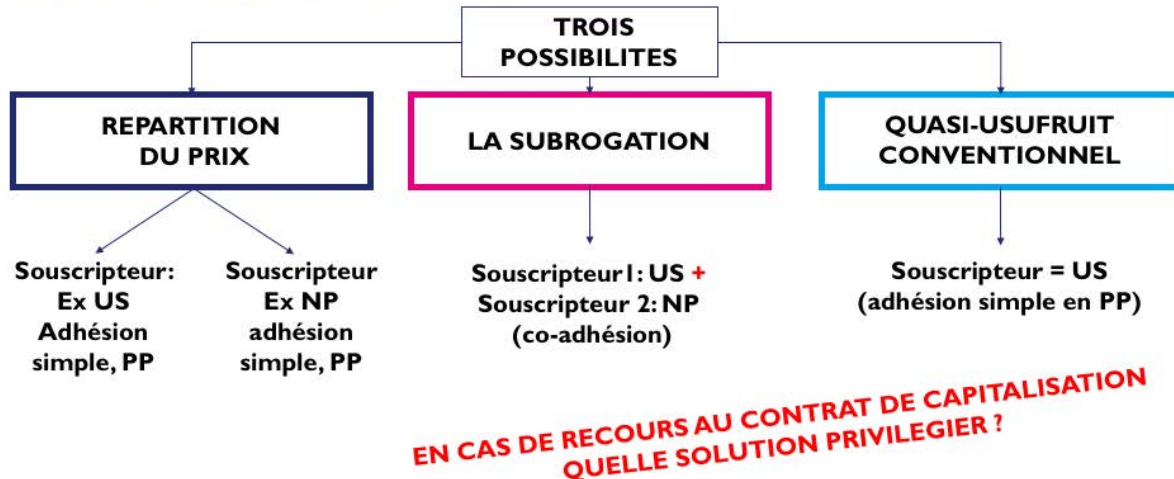 TROIS
POSSIBILITES
REPARTITION
DU PRIX
LA SUBROGATION
QUASI-USUFRUIT
CONVENTIONNEL
Souscripteur:
Ex US
Adhésion
simple, PP
Souscripteur
Ex NP
adhésion
simple, PP
Souscripteur1: US +
Souscripteur 2: NP
(co-adhésion)
Souscripteur = US
(adhésion simple en PP)
EN CAS DE RECOURS AU CONTRAT DE CAPITALISATION
QUELLE SOLUTION PRIVILEGIER ?